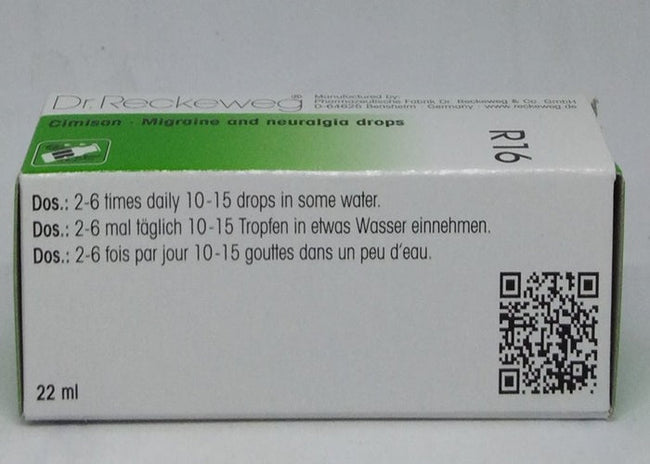 Dr. Reckeweg®
Manufactured by:
Pharmazeutische Fabrik Dr. Reckeweg & Co. GmbH
D-64625 Bensheim · Germany · www.reckeweg.de
Cimisan · Migraine and neuralgia drops
R16
Dos.: 2-6 times daily 10-15 drops in some water.
Dos.: 2-6 mal täglich 10-15 Tropfen in etwas Wasser einnehmen.
Dos.: 2-6 fois par jour 10-15 gouttes dans un peu d'eau.
22 ml